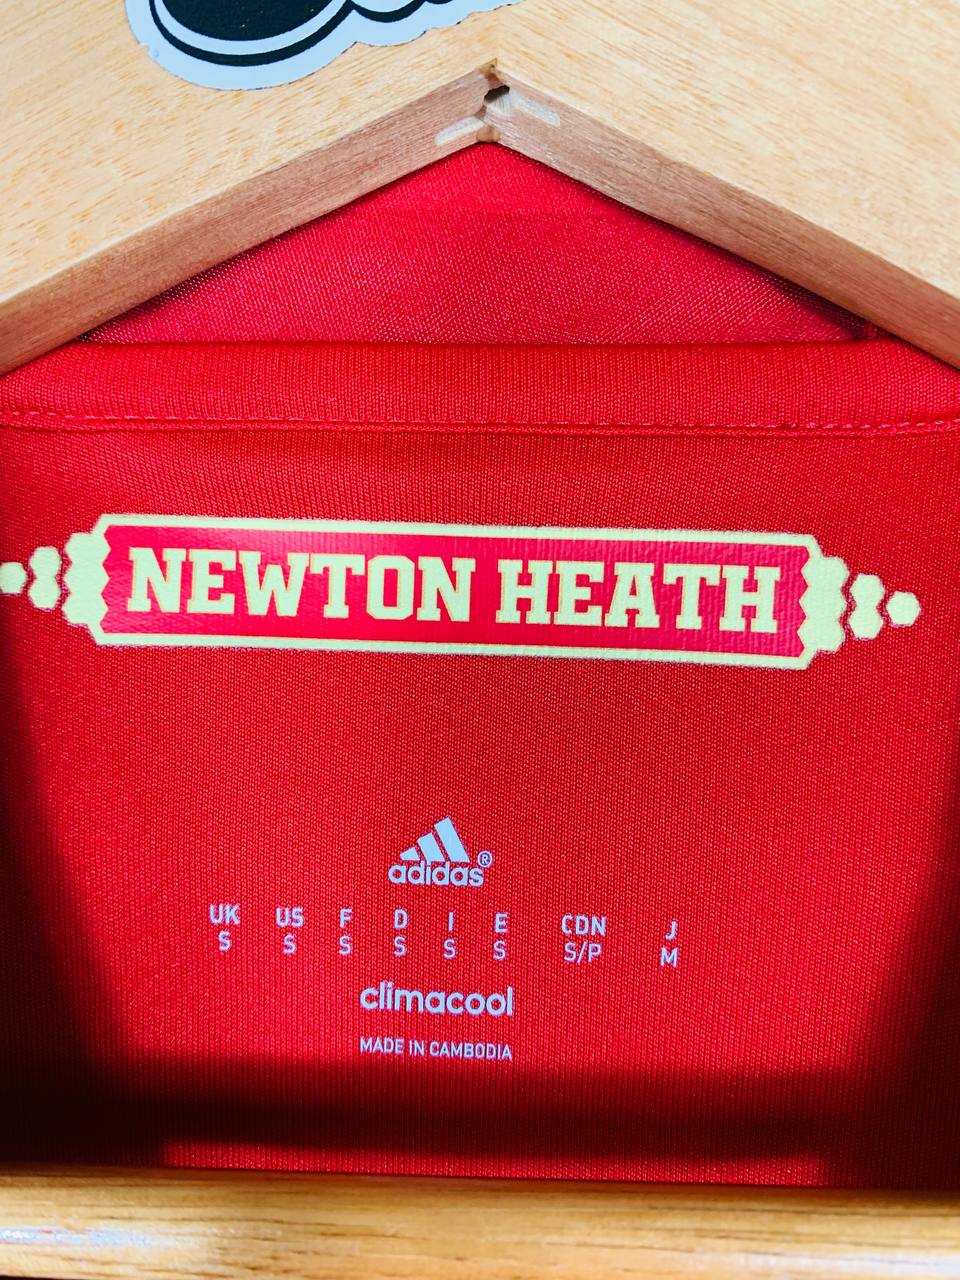 NEWTON HEATH
adidas®
UK US F D I E CDN J
S S S S S S S/P M
climacool
MADE IN CAMBODIA